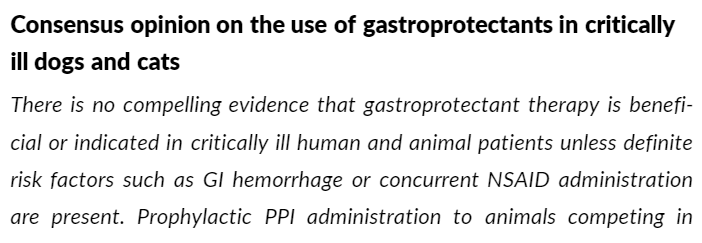 Consensus opinion on the use of gastroprotectants in critically
ill dogs and cats
There is no compelling evidence that gastroprotectant therapy is benefi-
cial or indicated in critically ill human and animal patients unless definite
risk factors such as GI hemorrhage or concurrent NSAID administration
are present. Prophylactic PPI administration to animals competing in